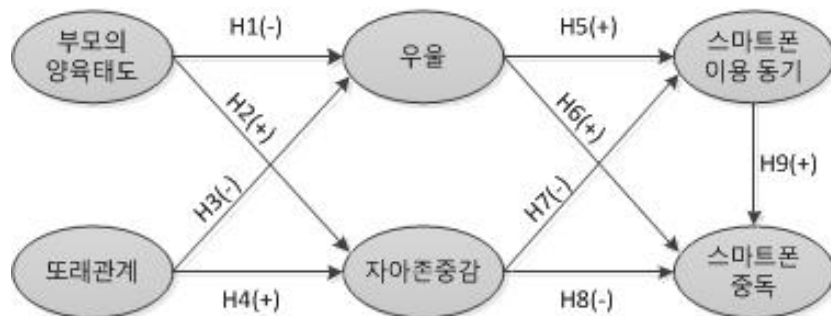 부모의
양육태도
H1(-)
우울
H5(+)
스마트폰
이용 동기
H2(+)
H3(-)
H6(+)
H7(-)
H9(+)
또래관계
H4(+)
자아존중감
H8(-)
스마트폰
중독